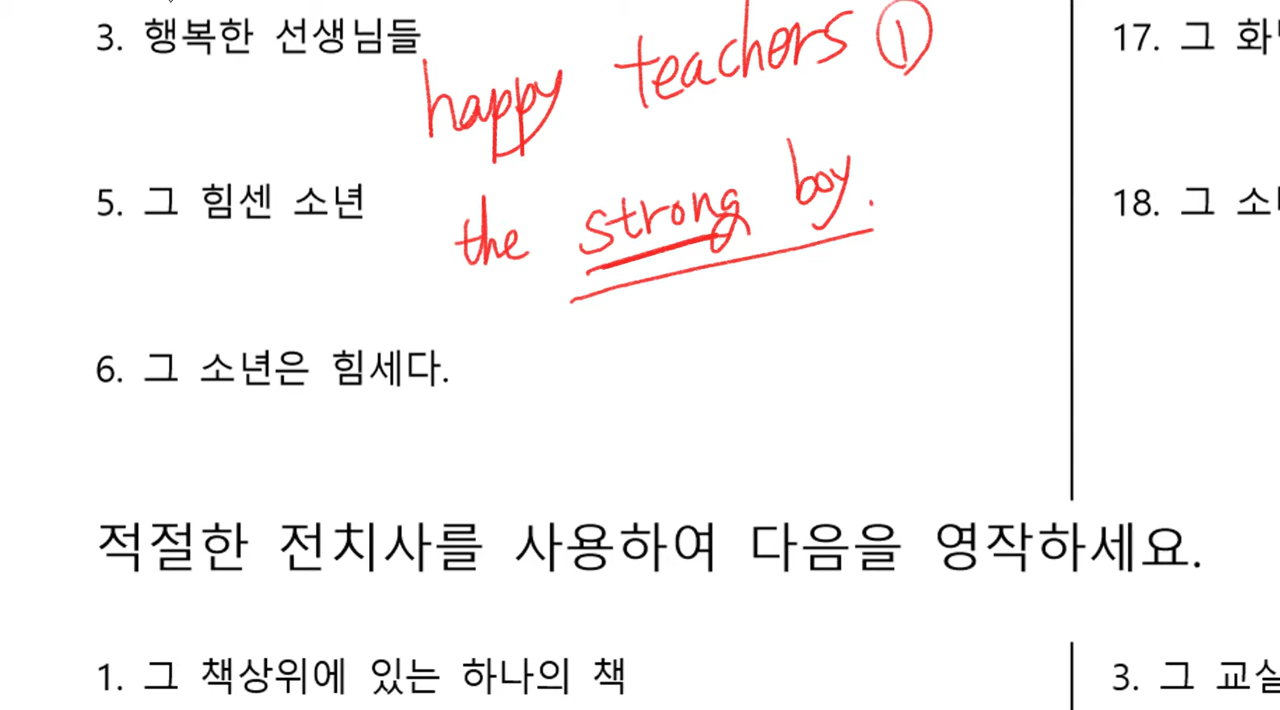 3. 행복한 선생님들
happy teachers ①
17. 그
5. 그 힘센 소년
the strong boy.
18. 그
6. 그 소년은 힘세다.
적절한 전치사를 사용하여 다음을 영작하세요.
1. 그 책상위에 있는 하나의 책
3. 그